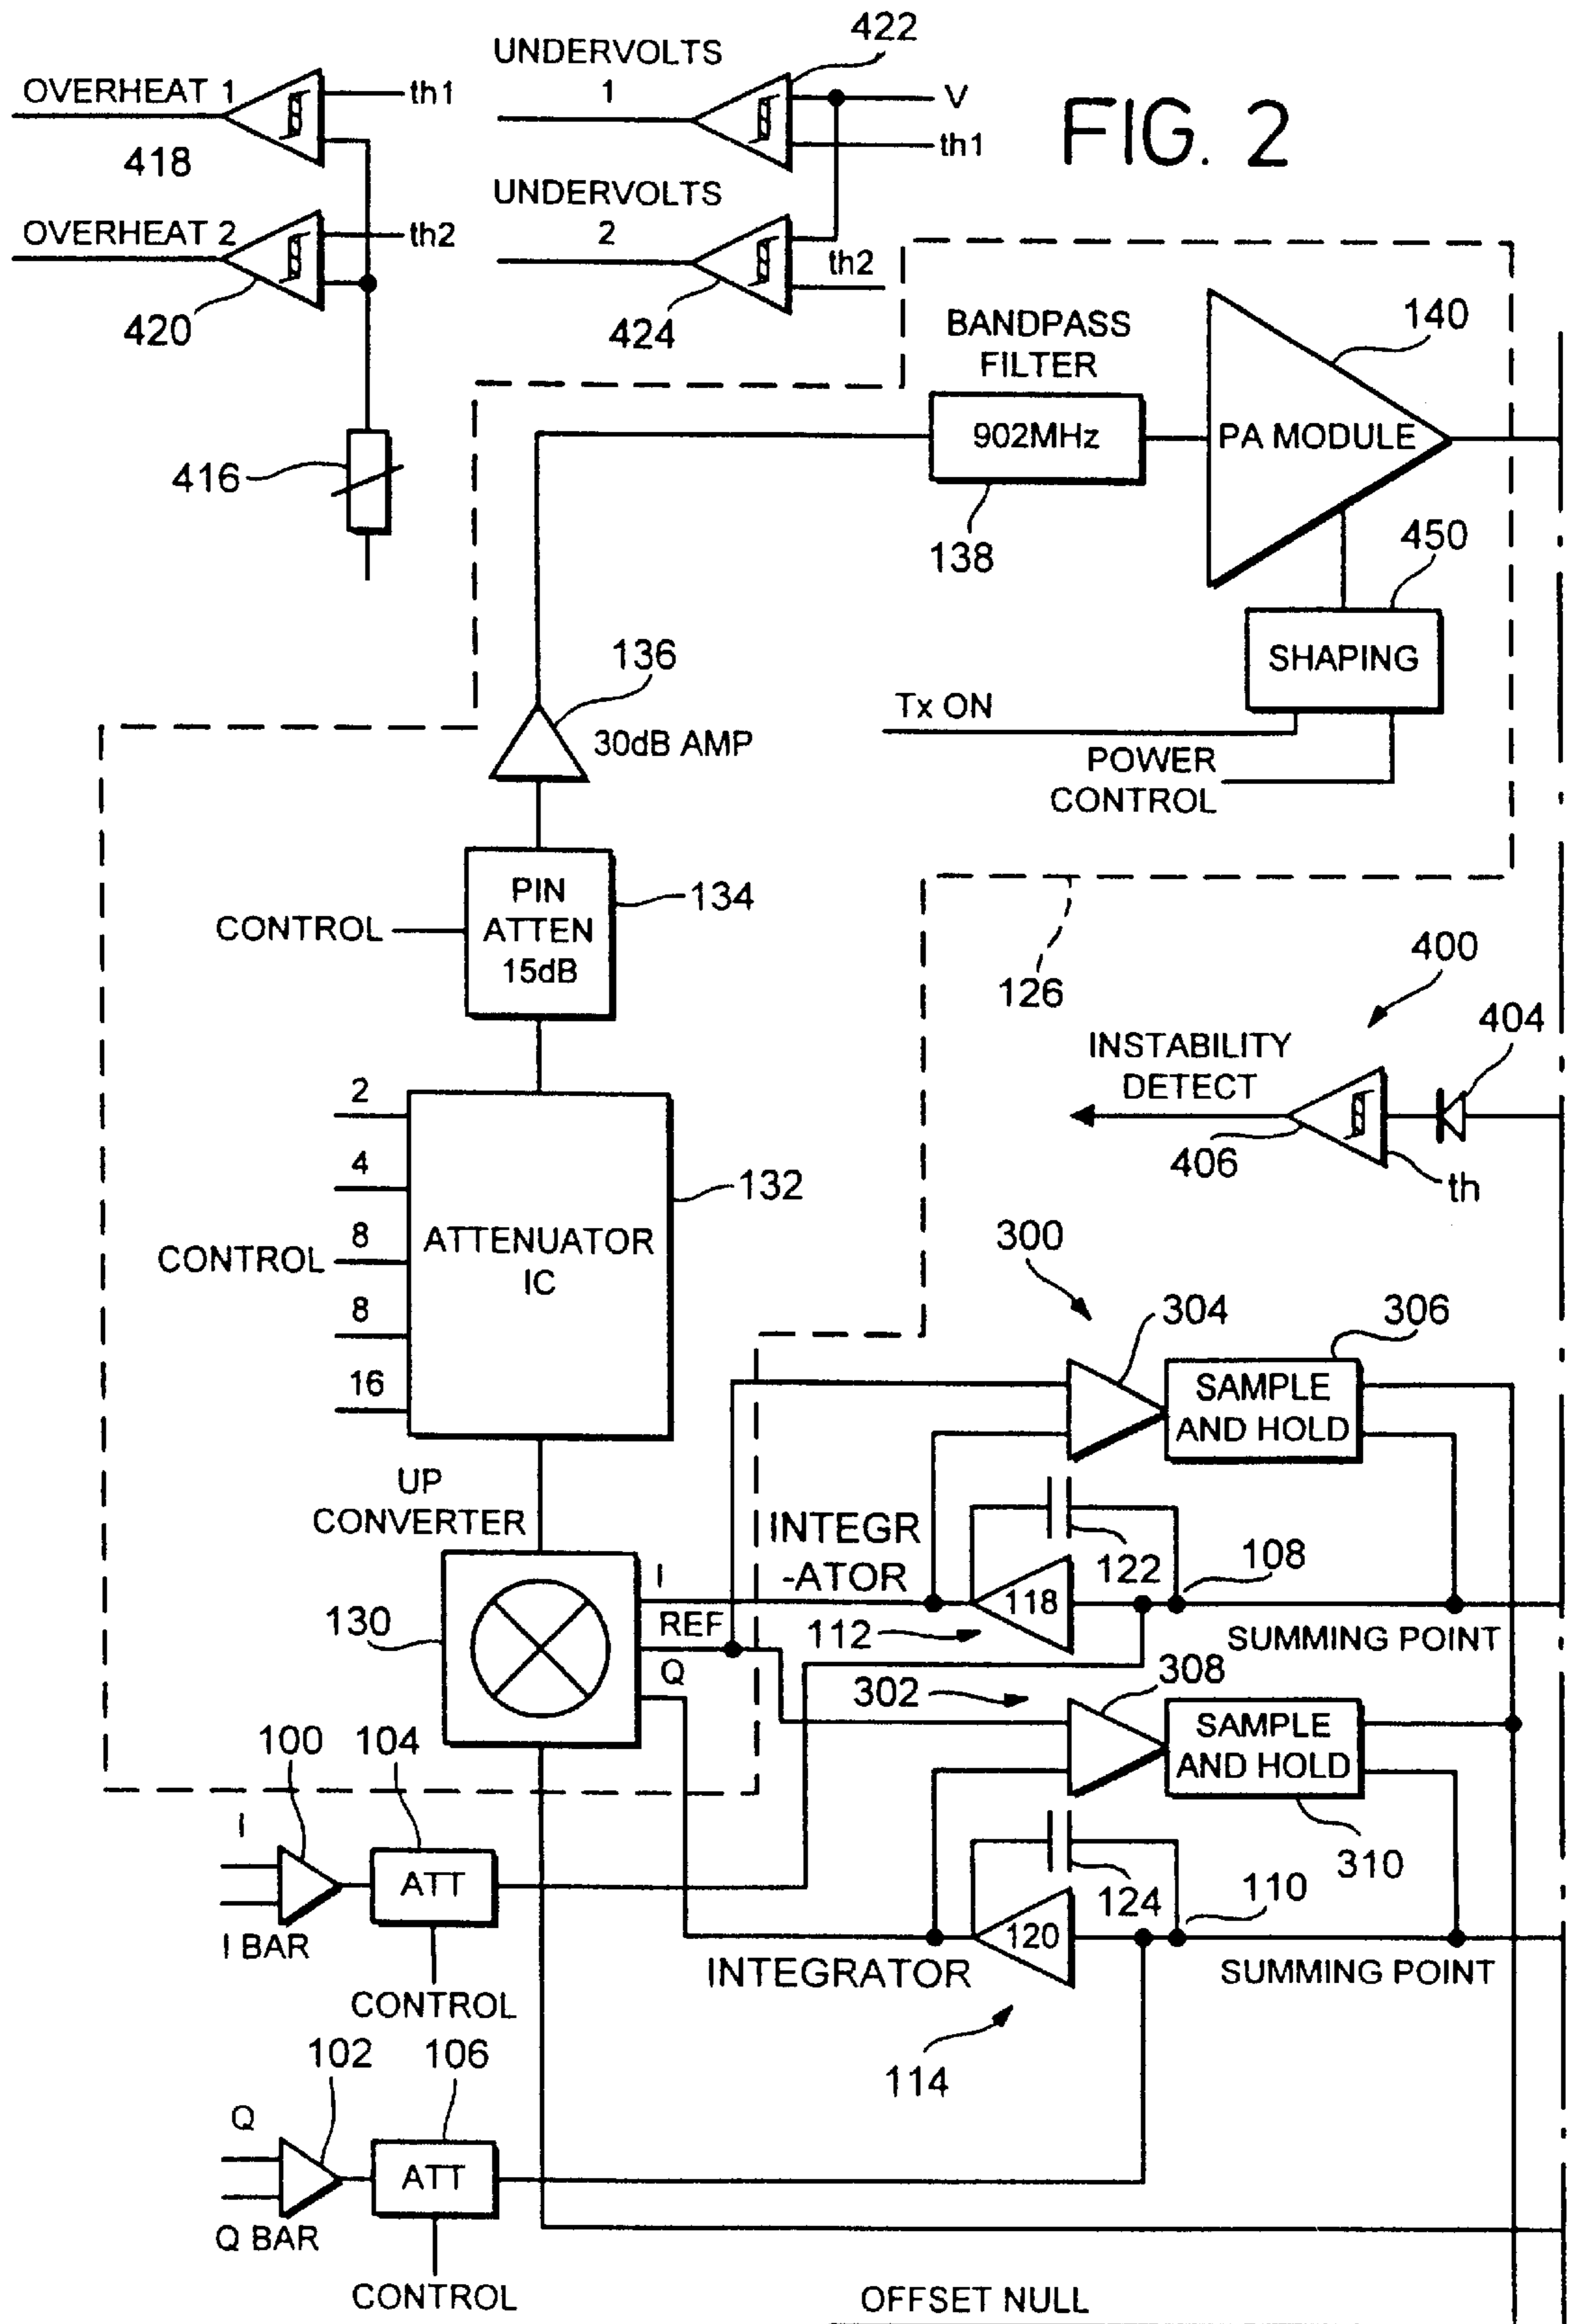 FIG. 2
OVERHEAT 1
th1
418
OVERHEAT 2
th2
420
416
UNDERVOLTS
1
422
V
th1
UNDERVOLTS
2
th2
424
BANDPASS
FILTER
902MHz
138
140
PA MODULE
450
SHAPING
Tx ON
POWER
CONTROL
136
30dB AMP
PIN
ATTEN
15dB
134
CONTROL
126
400
404
INSTABILITY
DETECT
406
th
2
4
8
8
16
CONTROL
ATTENUATOR
IC
132
UP
CONVERTER
130
I
REF
Q
300
304
306
SAMPLE
AND HOLD
INTEGR
-ATOR
122
118
108
112
SUMMING POINT
302
308
SAMPLE
AND HOLD
310
124
120
110
INTEGRATOR
SUMMING POINT
114
100
104
I
ATT
I BAR
CONTROL
102
106
Q
ATT
Q BAR
CONTROL
OFFSET NULL